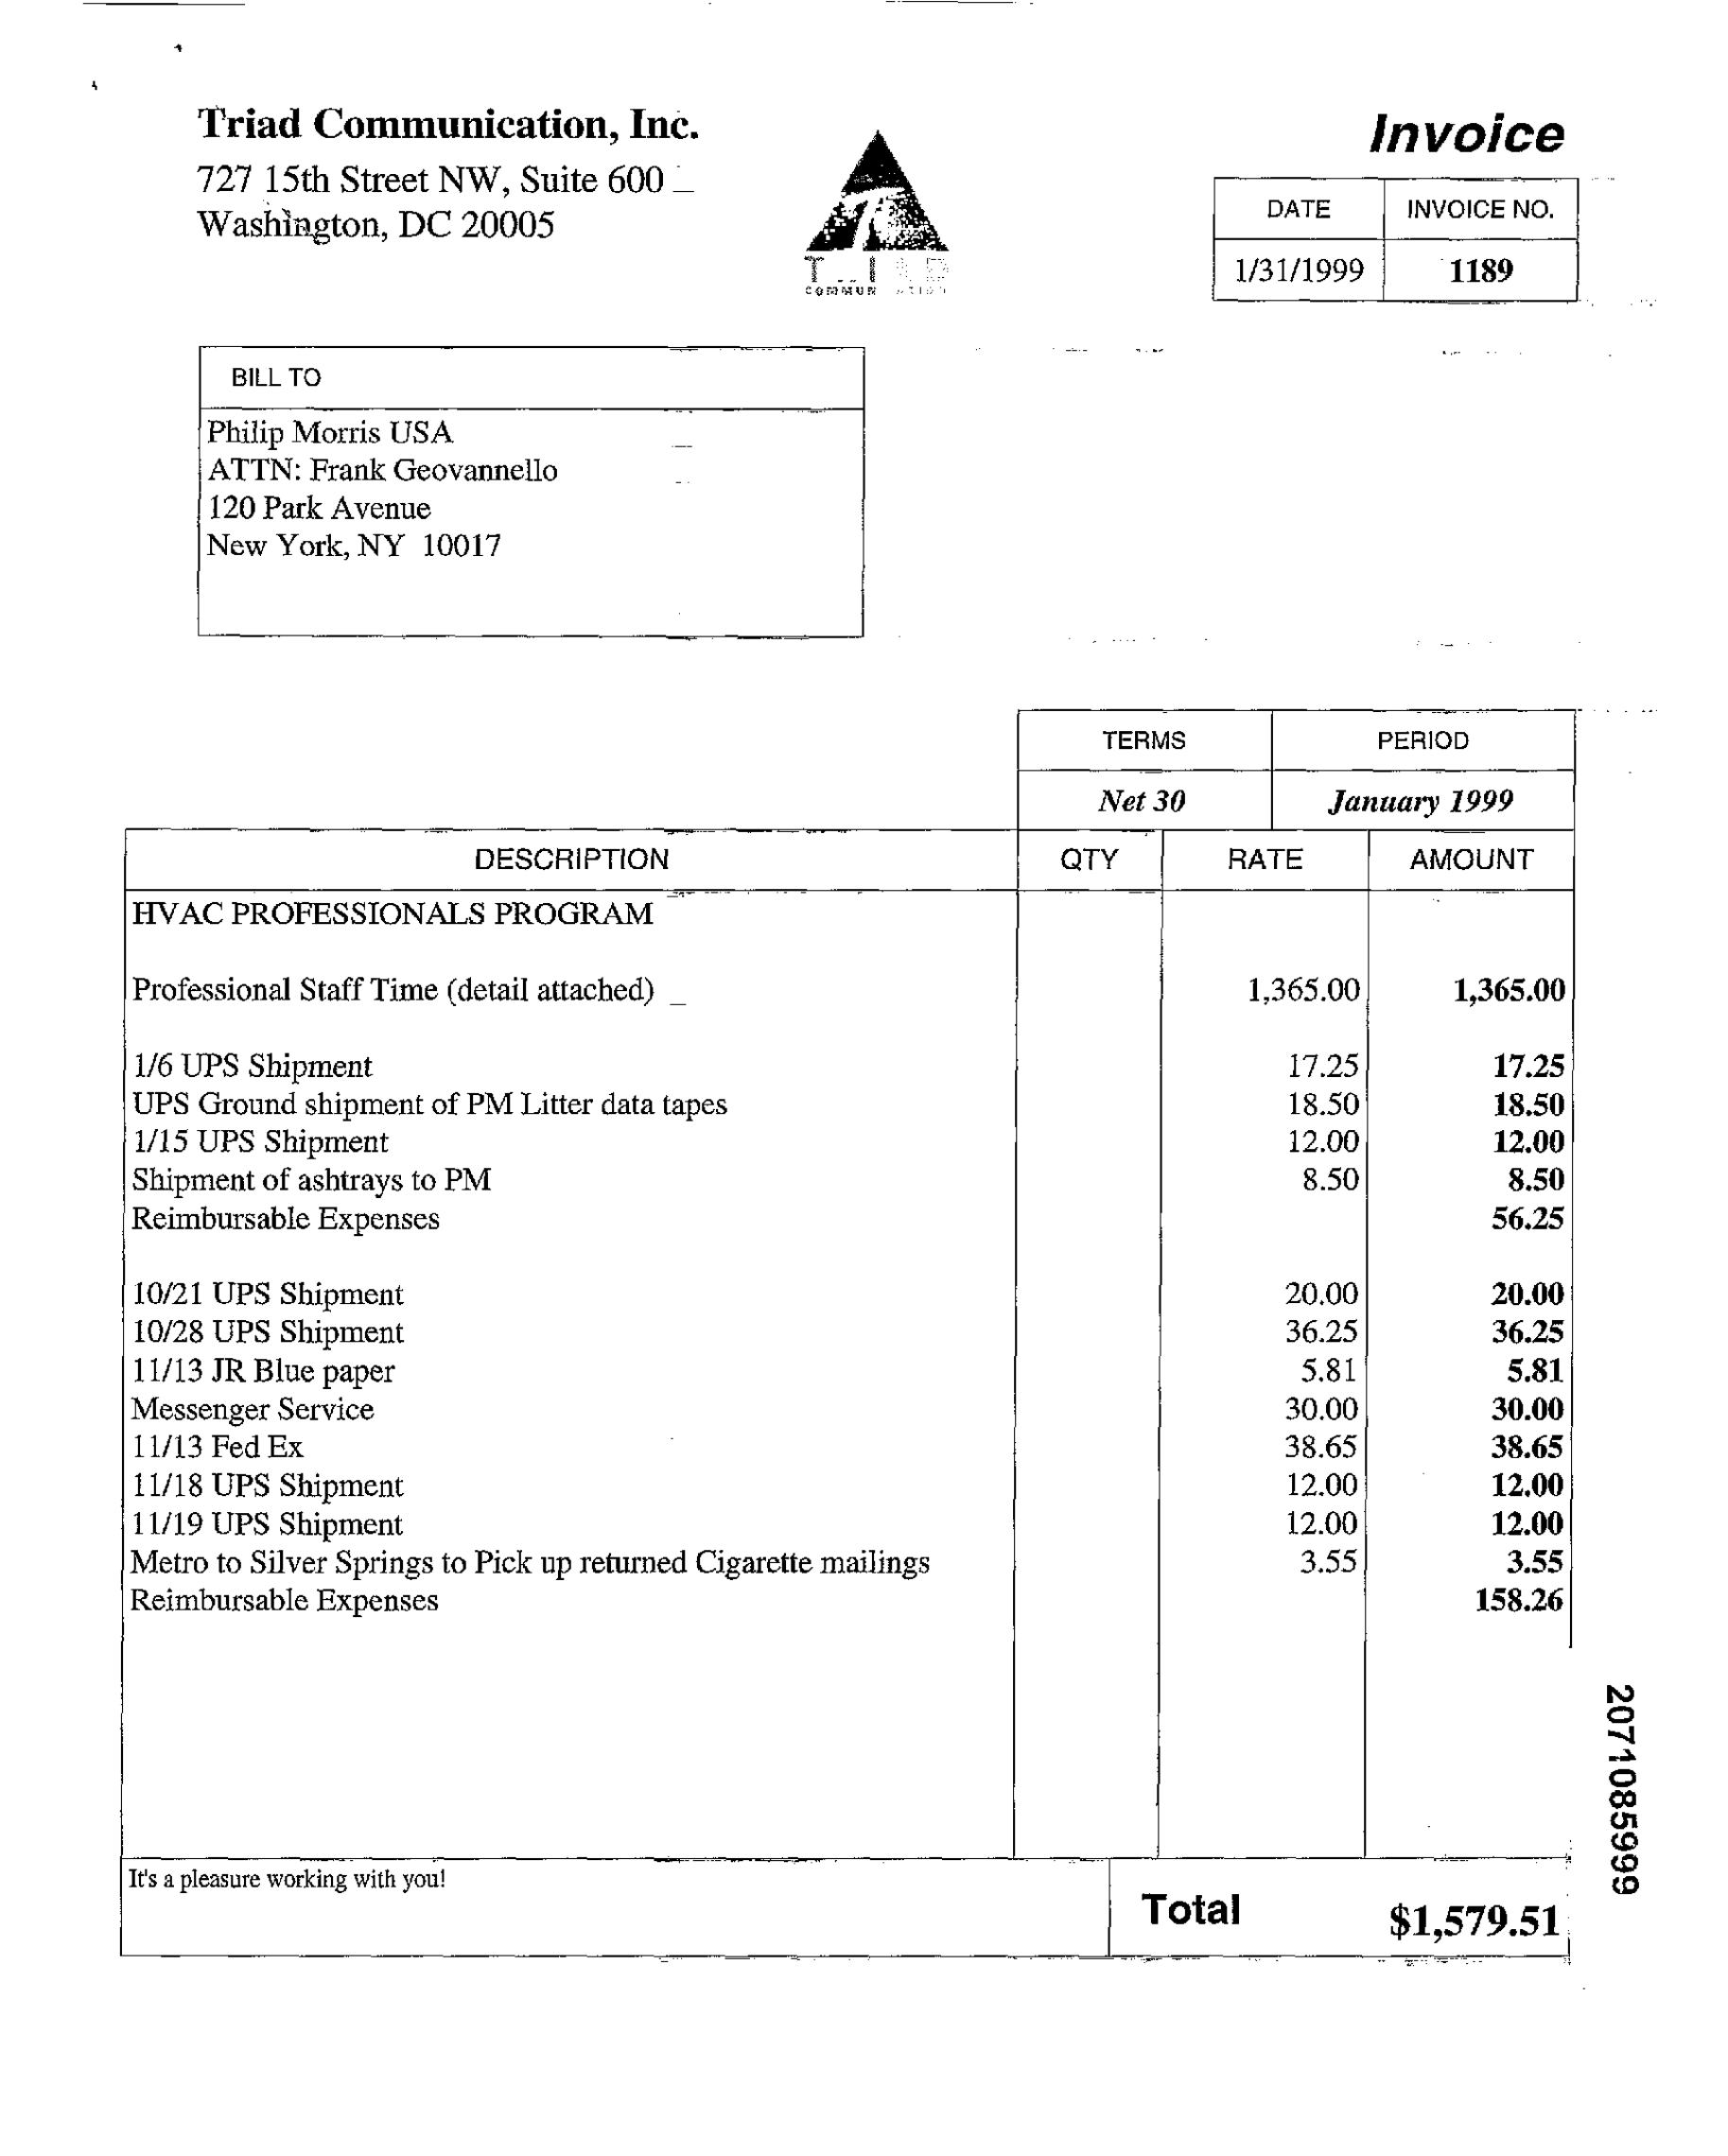 Triad Communication, Inc.
727 15th Street NW, Suite 600
Washington, DC 20005
Invoice
DATE INVOICE NO.
1/31/1999 1189
BILL TO
Philip Morris USA
ATTN: Frank Geovannello
120 Park Avenue
New York, NY 10017
TERMS PERIOD
Net 30 January 1999
DESCRIPTION QTY RATE AMOUNT
HVAC PROFESSIONALS PROGRAM
Professional Staff Time (detail attached) 1,365.00 1,365.00
1/6 UPS Shipment 17.25 17.25
UPS Ground shipment of PM Litter data tapes 18.50 18.50
1/15 UPS Shipment 12.00 12.00
Shipment of ashtrays to PM 8.50 8.50
Reimbursable Expenses 56.25
10/21 UPS Shipment 20.00 20.00
10/28 UPS Shipment 36.25 36.25
11/13 JR Blue paper 5.81 5.81
Messenger Service 30.00 30.00
11/13 Fed Ex 38.65 38.65
11/18 UPS Shipment 12.00 12.00
11/19 UPS Shipment 12.00 12.00
Metro to Silver Springs to Pick up returned Cigarette mailings 3.55 3.55
Reimbursable Expenses 158.26
2071085999
It's a pleasure working with you!
Total $1,579.51